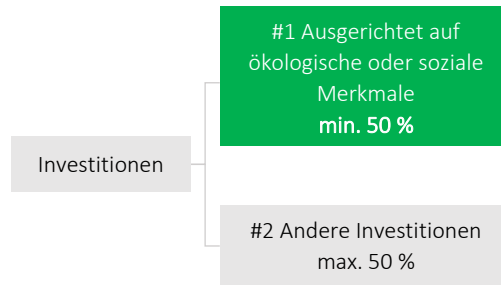 #1 Ausgerichtet auf
ökologische oder soziale
Merkmale
min. 50 %
Investitionen
#2 Andere Investitionen
max. 50 %